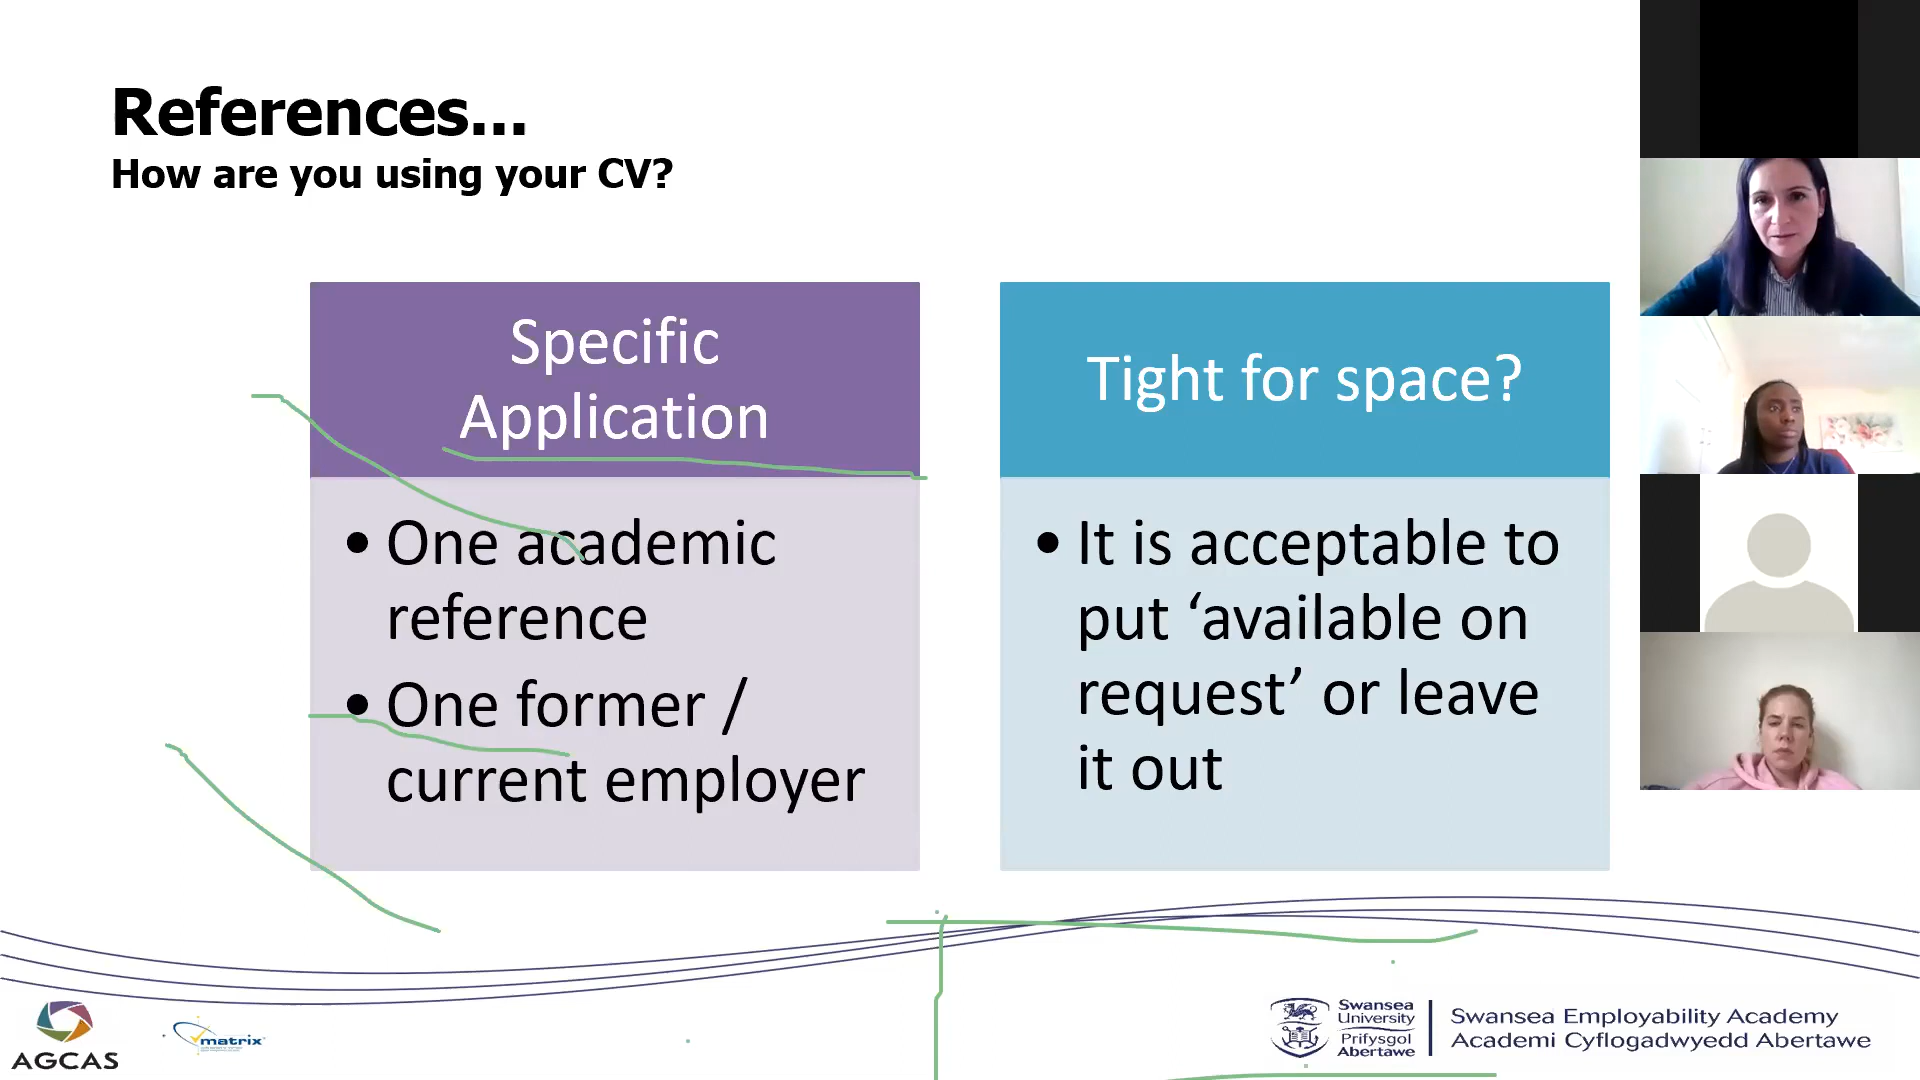 References...
How are you using your CV?
Specific
Application
• One academic
reference
• One former /
current employer
Tight for space?
• It is acceptable to
put ‘available on
request’ or leave
it out
AGCAS
matrix
Swansea
University
Prifysgol
Abertawe
Swansea Employability Academy
Academi Cyflogadwyedd Abertawe